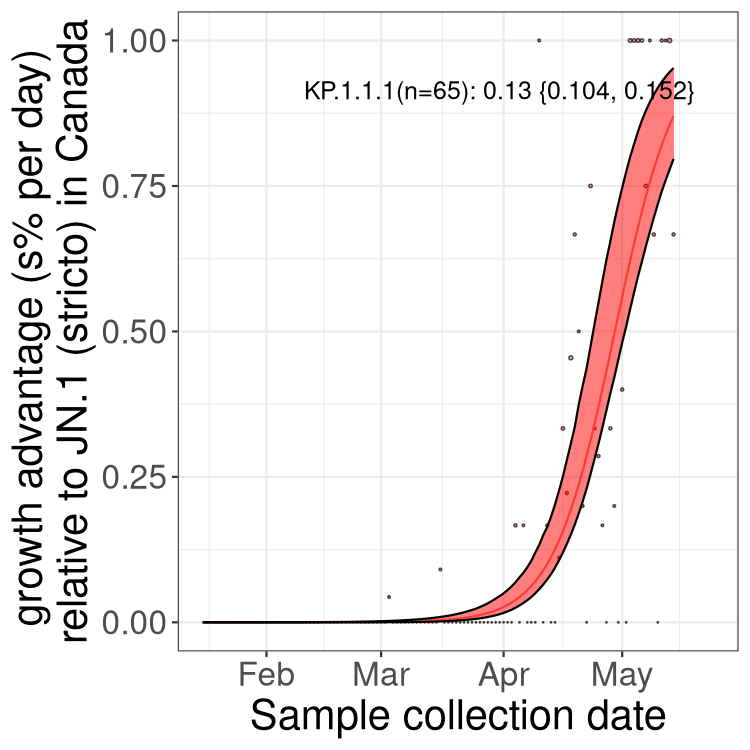 growth advantage (s% per day)
relative to JN.1 (stricto) in Canada
1.00
0.75
0.50
0.25
0.00
KP.1.1.1(n=65): 0.13 {0.104, 0.152}
Feb Mar Apr May
Sample collection date